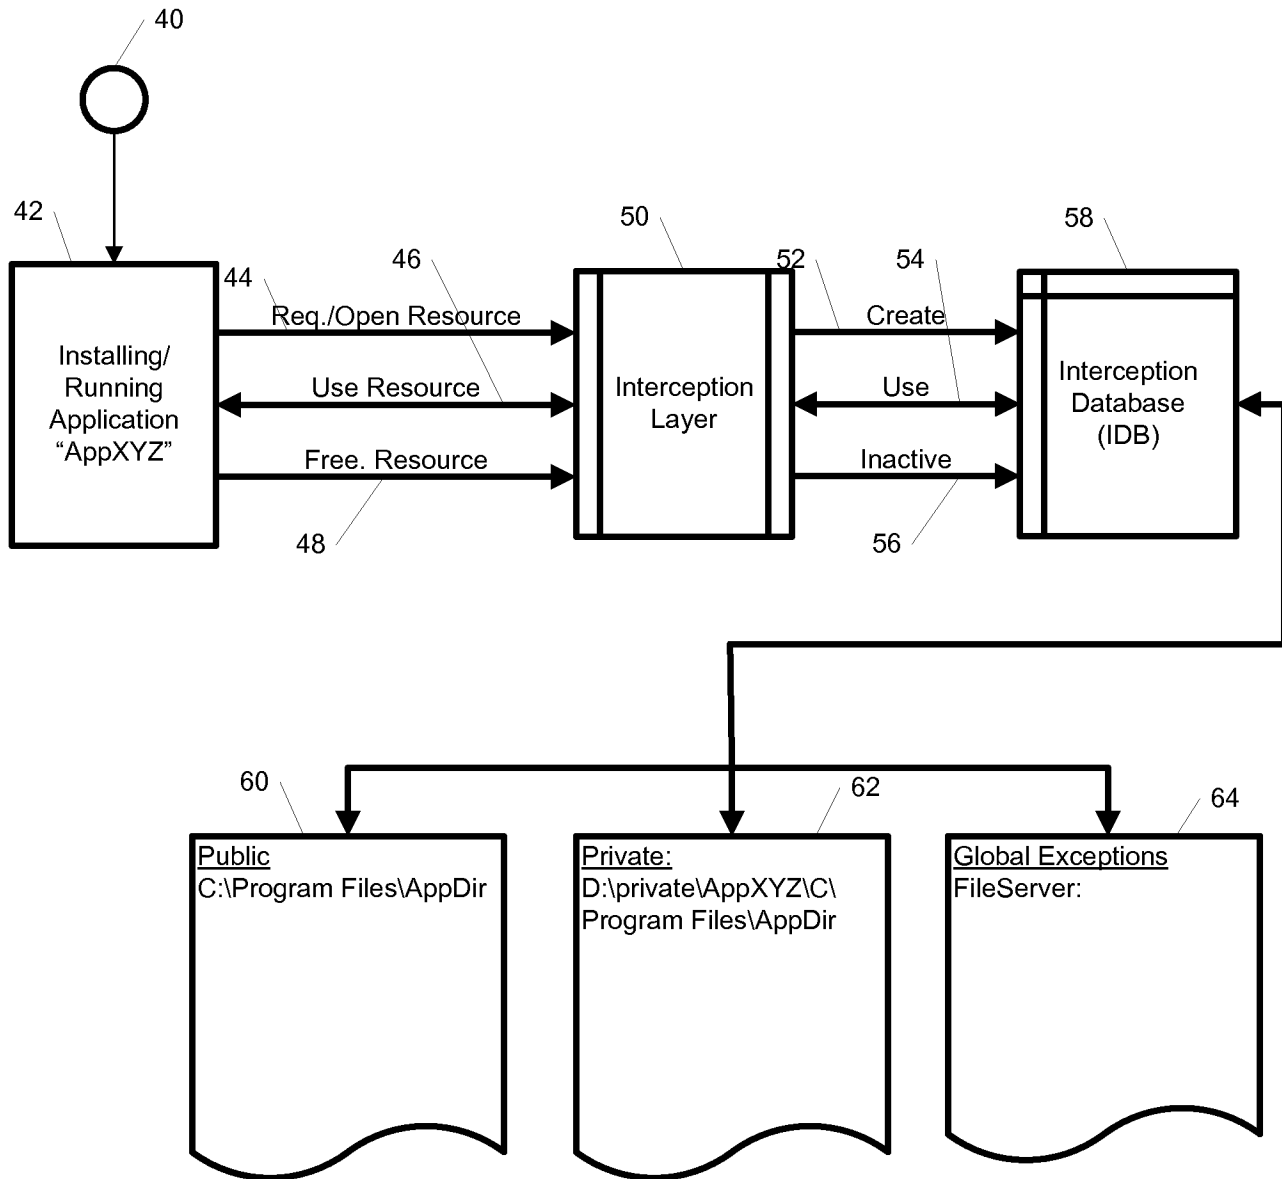 40
42
50
58
44
46
52
54
Req./Open Resource
Create
Installing/
Running
Application
“AppXYZ”
Use Resource
Interception
Layer
Use
Interception
Database
(IDB)
Free. Resource
Inactive
48
56
60
62
64
Public
C:\Program Files\AppDir
Private:
D:\private\AppXYZ\C\
Program Files\AppDir
Global Exceptions
FileServer: